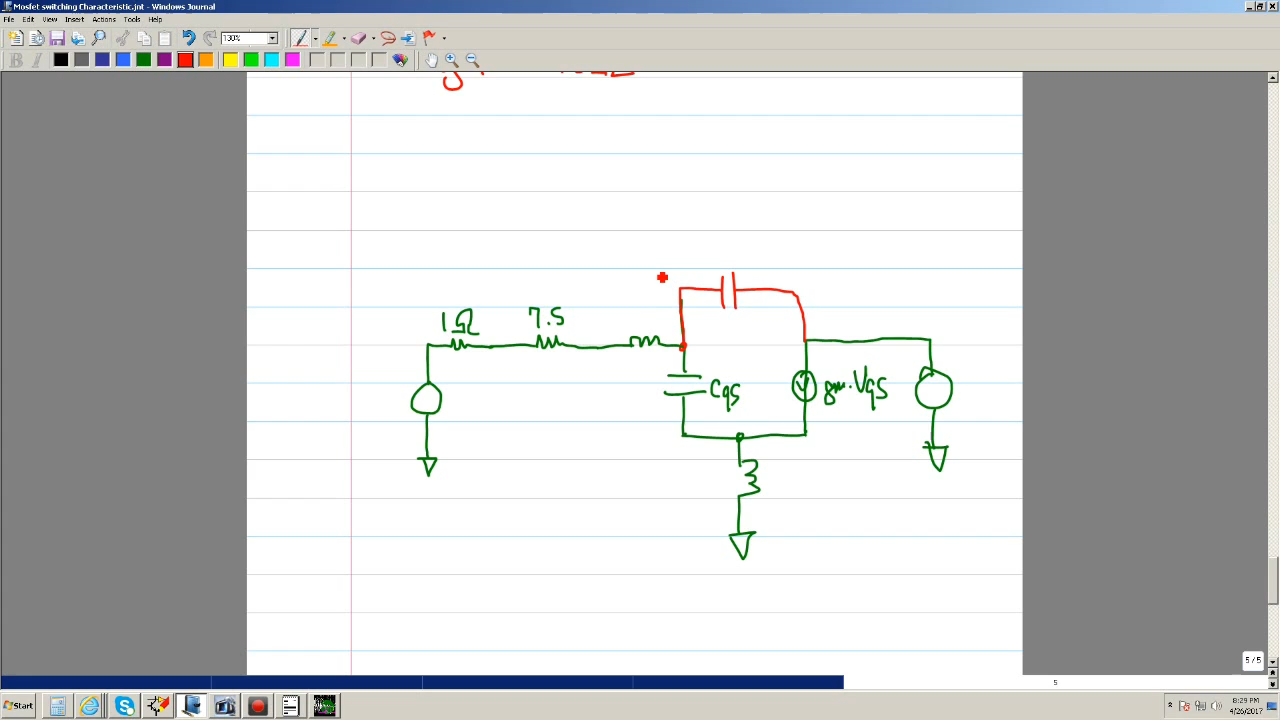 Mosfet switching Characteristic.jnt - Windows Journal
File Edit View Insert Actions Tools Help
130%
B I
1Ω 7.5
Cgs gm.Vgs
5/5
5
Start
8:29 PM
4/26/2017